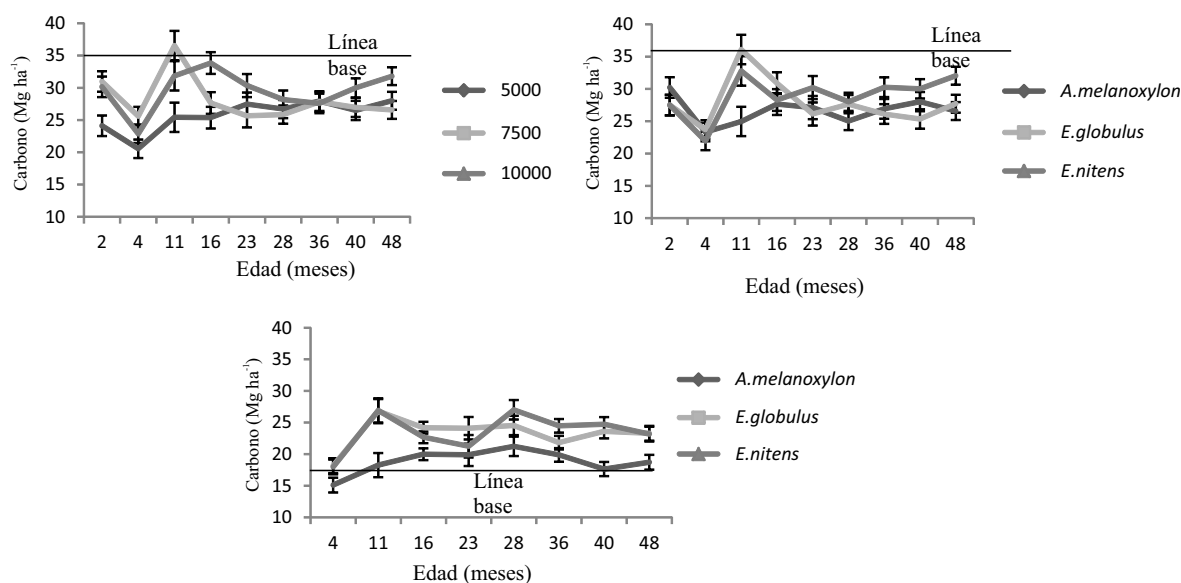 40
35
30
25
20
15
10
Carbono (Mg ha⁻¹)
Línea
base
2 4 11 16 23 28 36 40 48
Edad (meses)
5000
7500
10000
40
35
30
25
20
15
10
Carbono (Mg ha⁻¹)
Línea
base
2 4 11 16 23 28 36 40 48
Edad (meses)
A.melanoxylon
E.globulus
E.nitens
40
35
30
25
20
15
10
Carbono (Mg ha⁻¹)
Línea
base
4 11 16 23 28 36 40 48
Edad (meses)
A.melanoxylon
E.globulus
E.nitens